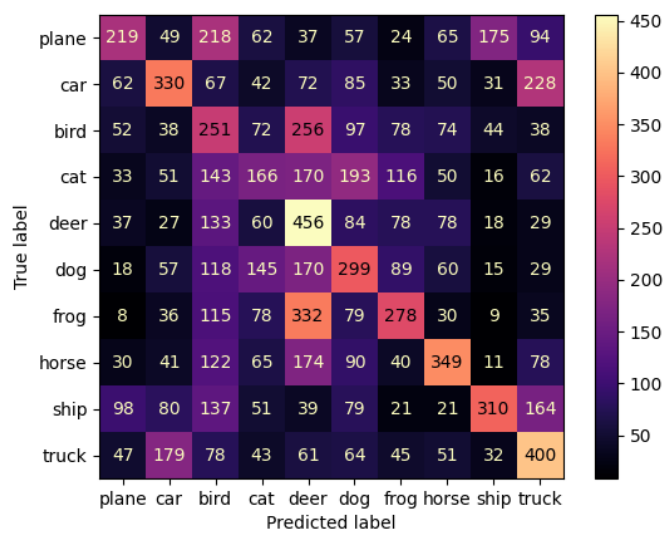 plane 219 49 218 62 37 57 24 65 175 94
car 62 330 67 42 72 85 33 50 31 228
bird 52 38 251 72 256 97 78 74 44 38
cat 33 51 143 166 170 193 116 50 16 62
deer 37 27 133 60 456 84 78 78 18 29
dog 18 57 118 145 170 299 89 60 15 29
frog 8 36 115 78 332 79 278 30 9 35
horse 30 41 122 65 174 90 40 349 11 78
ship 98 80 137 51 39 79 21 21 310 164
truck 47 179 78 43 61 64 45 51 32 400
plane car bird cat deer dog frog horse ship truck
Predicted label
True label
450
400
350
300
250
200
150
100
50